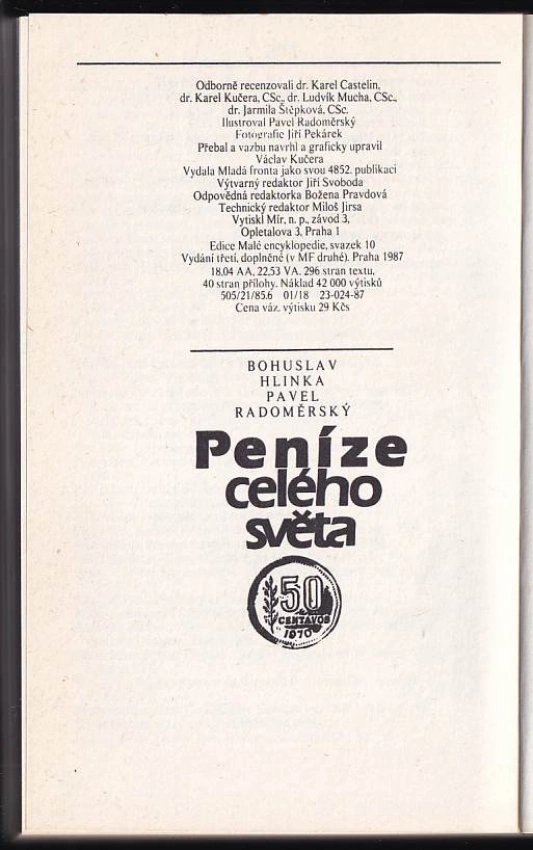 Odborně recenzovali dr. Karel Castelin,
dr. Karel Kučera, CSc., dr. Ludvík Mucha, CSc.,
dr. Jarmila Štěpková, CSc.
Ilustroval Pavel Radoměrský
Fotografie Jiří Pekárek
Přebal a vazbu navrhl a graficky upravil
Václav Kučera
Vydala Mladá fronta jako svou 4852. publikaci
Výtvarný redaktor Jiří Svoboda
Odpovědná redaktorka Božena Pravdová
Technický redaktor Miloš Jirsa
Vytiskl Mír, n. p., závod 3,
Opletalova 3, Praha 1
Edice Malé encyklopedie, svazek 10
Vydání třetí, doplněné (v MF druhé). Praha 1987
18,04 AA, 22,53 VA. 296 stran textu,
40 stran přílohy. Náklad 42 000 výtisků
505/21/85.6 01/18 23-024-87
Cena váz. výtisku 29 Kčs
BOHUSLAV
HLINKA
PAVEL
RADOMĚRSKÝ
Peníze
celého
světa
50
CENTAVOS
1970